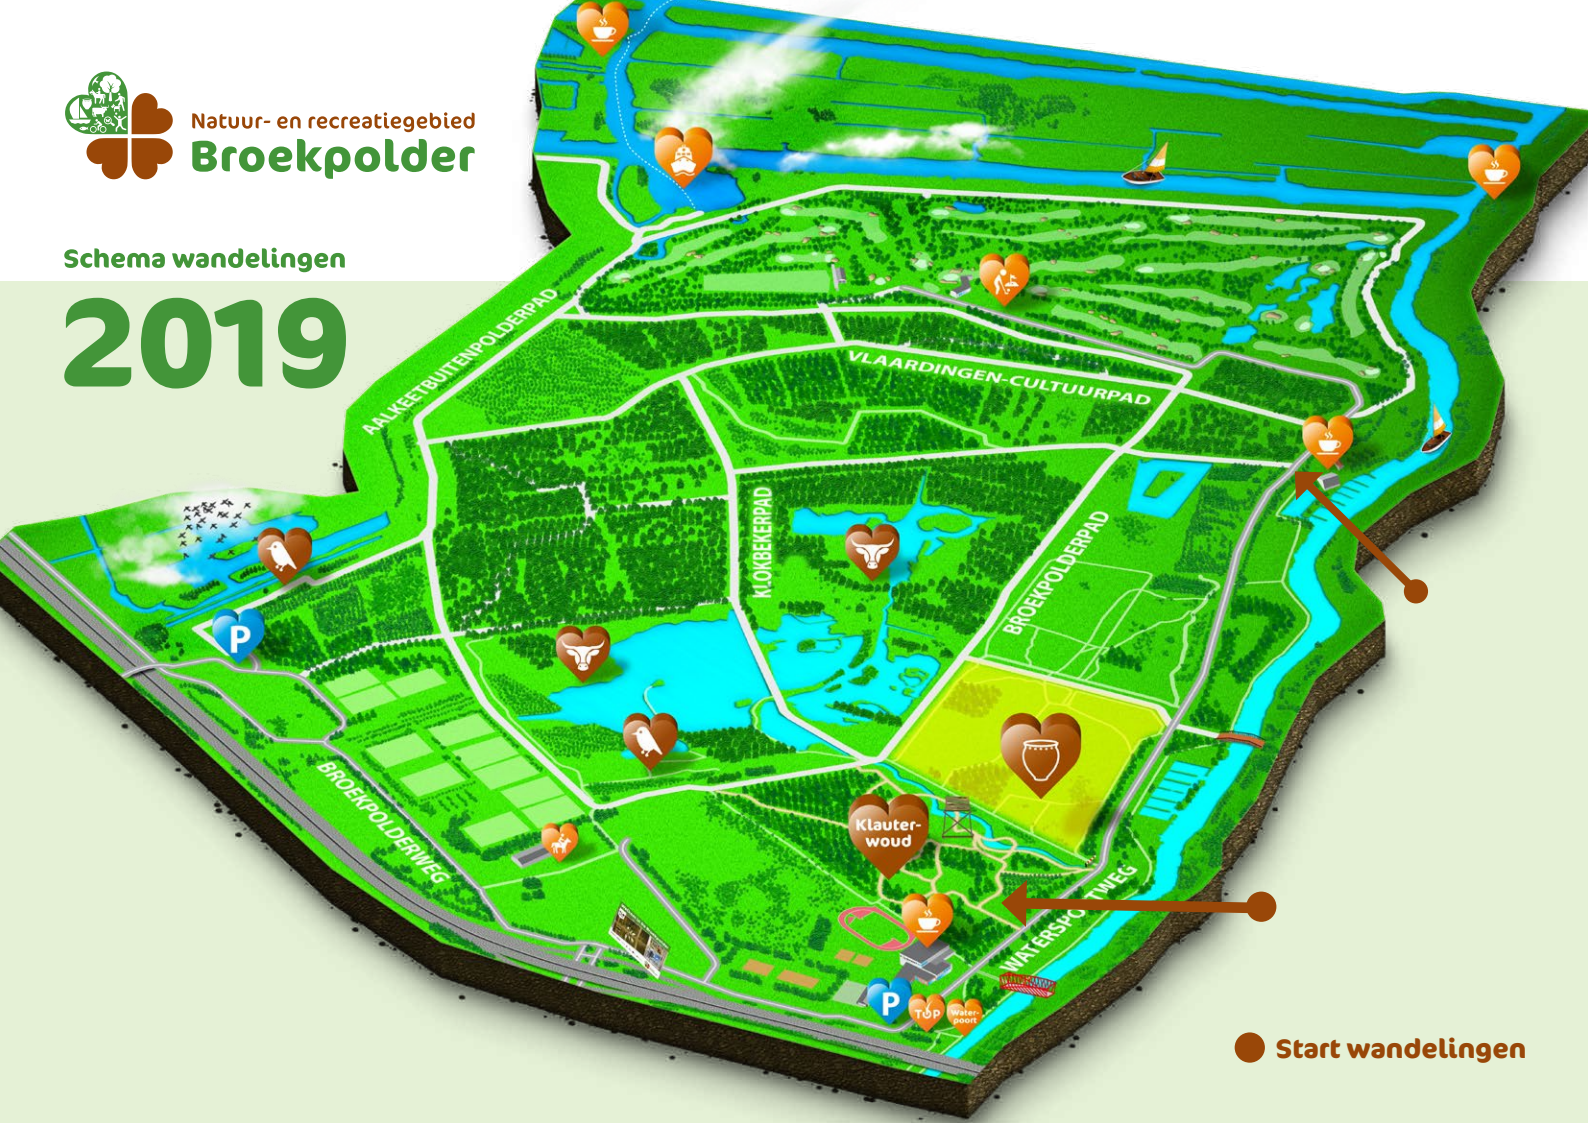 Natuur- en recreatiegebied
Broekpolder
Schema wandelingen
2019
AALKEETBUITENPOLDERPAD
VLAARDINGEN-CULTUURPAD
KLOKBEKERPAD
BROEKPOLDERPAD
P
BROEKPOLDERWEG
Klauter-
woud
WATERSPORTWEG
P
TOP
Water-
poort
Start wandelingen